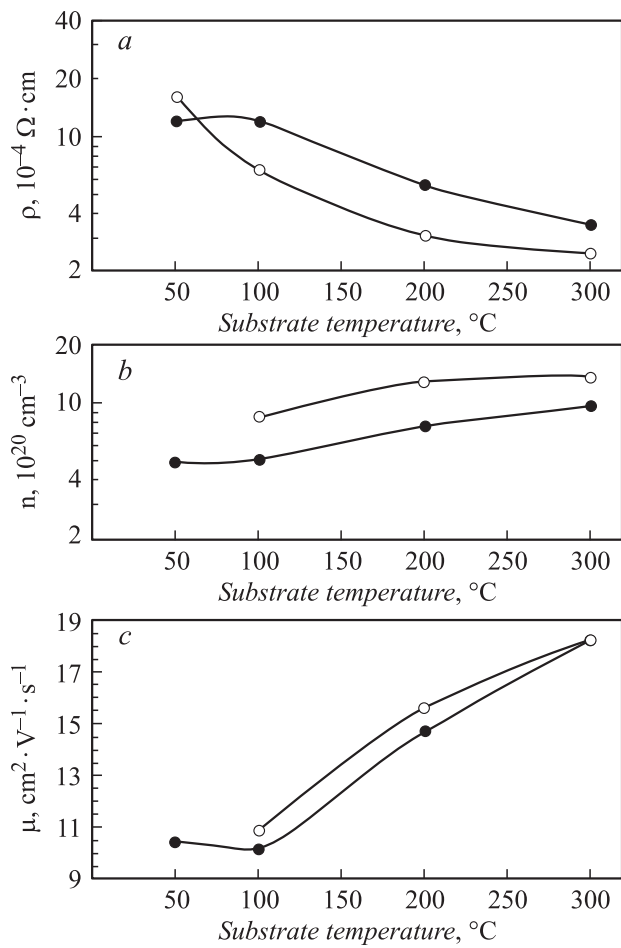 a
40
20
10
4
2
ρ, 10⁻⁴ Ω·cm
50 100 150 200 250 300
Substrate temperature, °C
b
20
10
4
2
n, 10²⁰ cm⁻³
50 100 150 200 250 300
Substrate temperature, °C
c
19
17
15
13
11
9
μ, cm²·V⁻¹·s⁻¹
50 100 150 200 250 300
Substrate temperature, °C